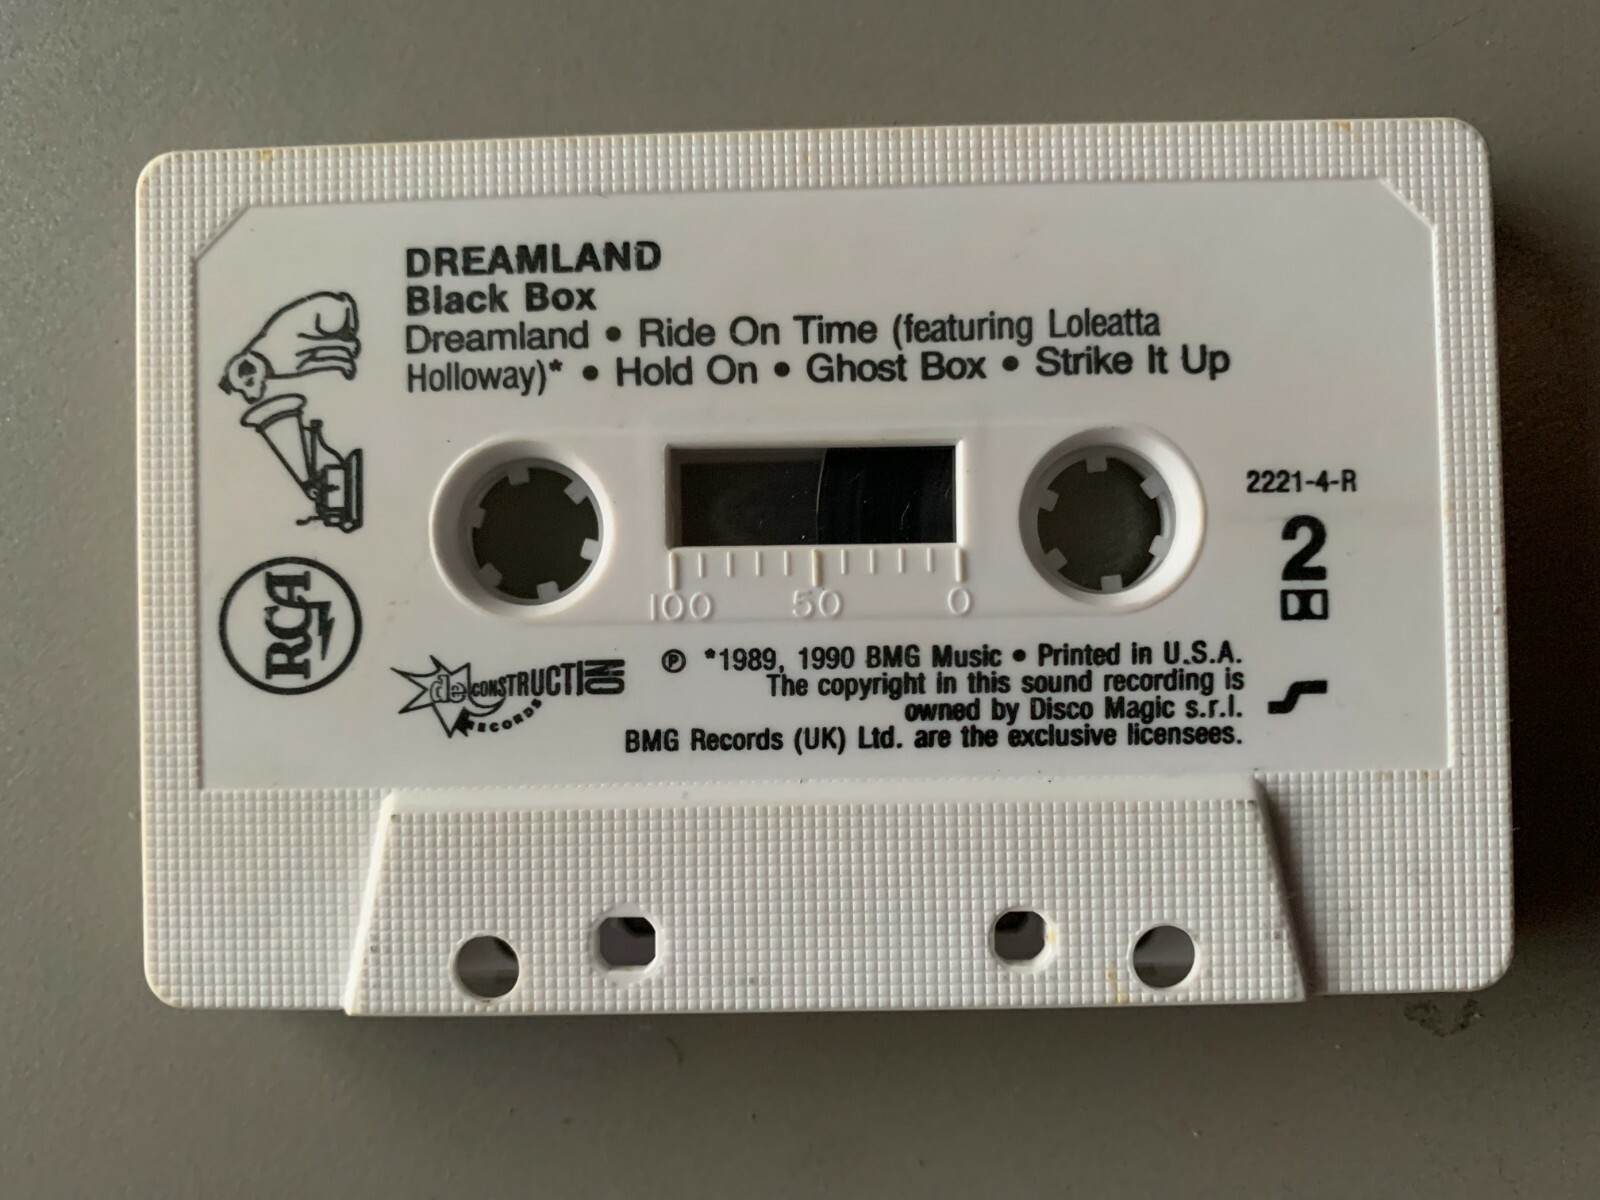 DREAMLAND
Black Box
Dreamland • Ride On Time (featuring Loleatta
Holloway)* • Hold On • Ghost Box • Strike It Up
2221-4-R
2
100 50 0
RCA
deCONSTRUCTION
RECORDS
℗ *1989, 1990 BMG Music • Printed in U.S.A.
The copyright in this sound recording is
owned by Disco Magic s.r.l.
BMG Records (UK) Ltd. are the exclusive licensees.